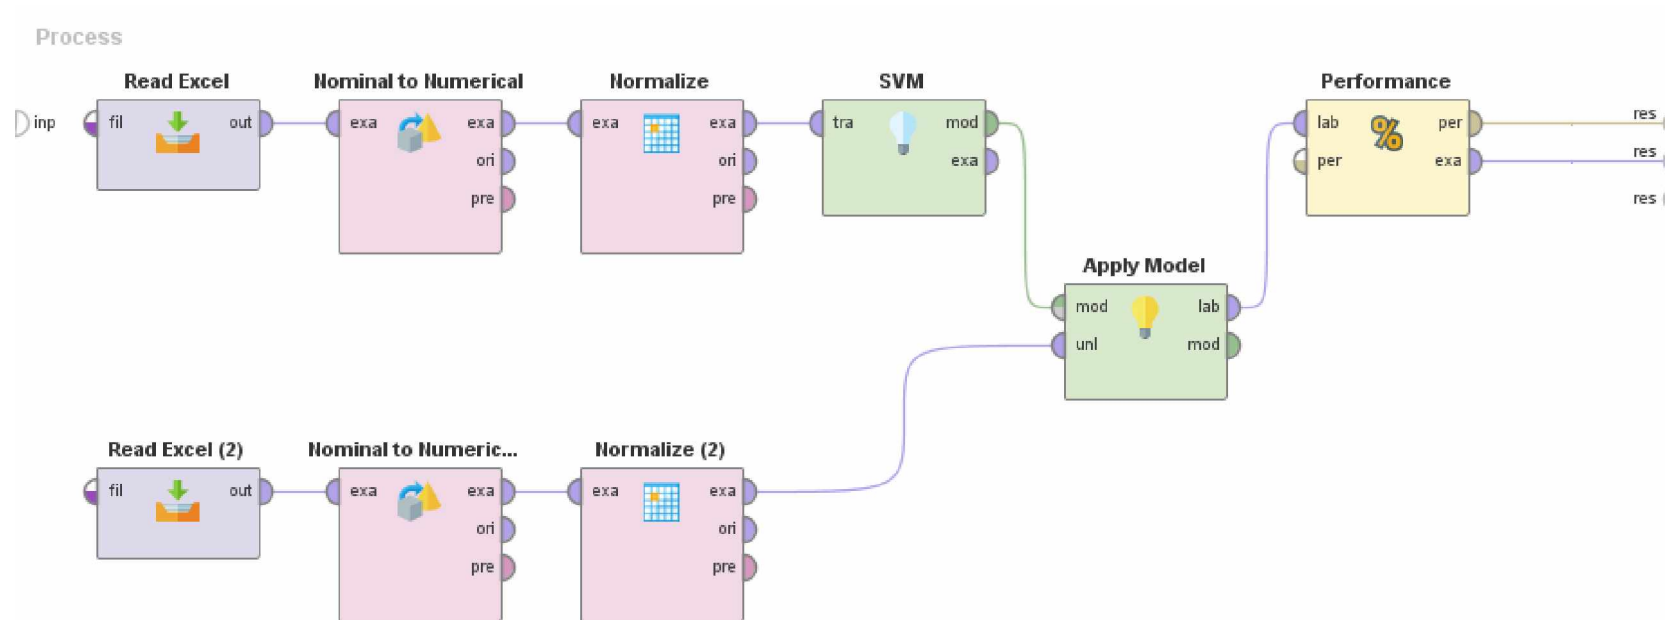 Process
Read Excel
Nominal to Numerical
Normalize
SVM
Performance
inp
fil
out
exa
exa
exa
exa
tra
mod
lab
per
res
ori
ori
exa
per
exa
res
pre
pre
res
Apply Model
mod
lab
unl
mod
Read Excel (2)
Nominal to Numeric...
Normalize (2)
fil
out
exa
exa
exa
exa
ori
ori
pre
pre